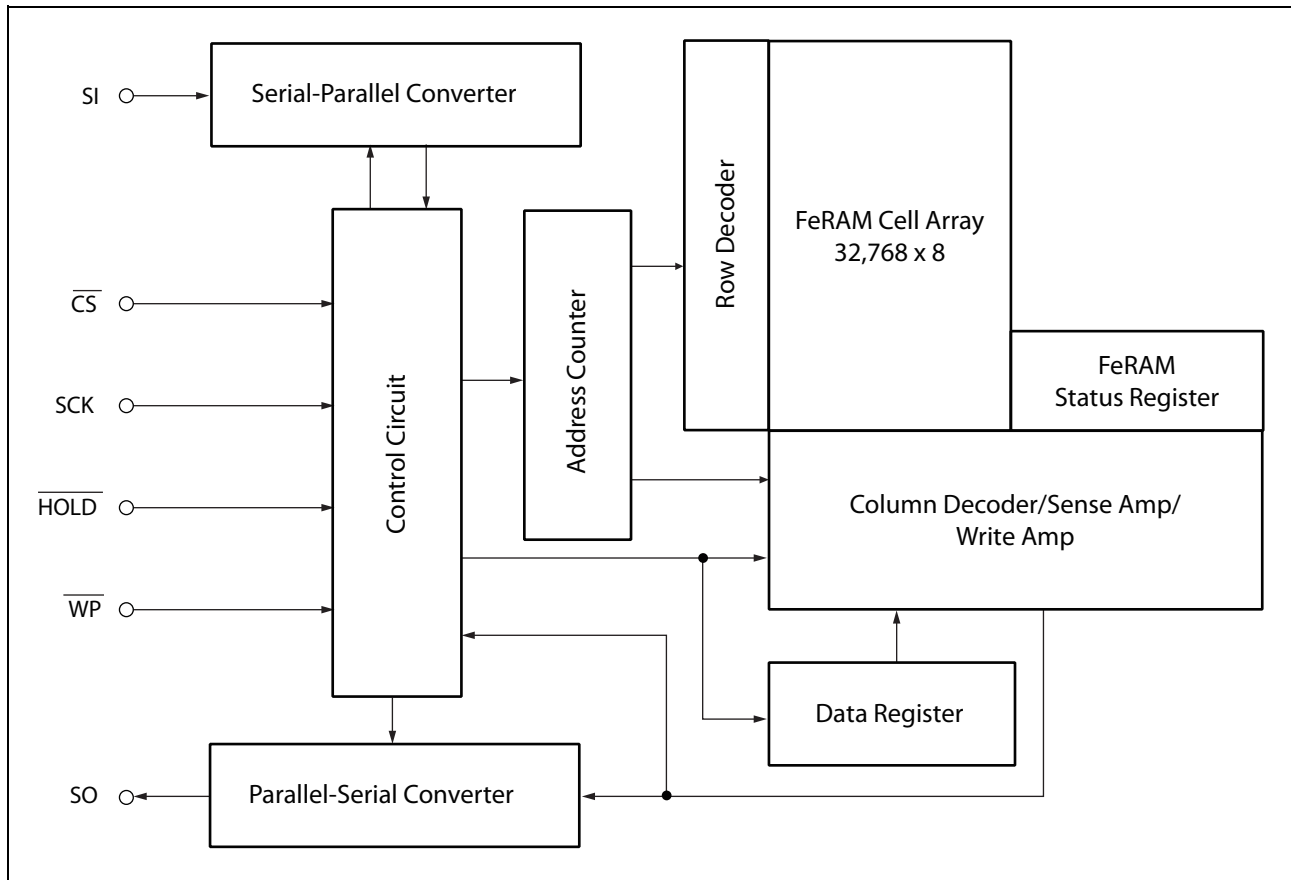 SI
Serial-Parallel Converter
CS
SCK
HOLD
WP
Control Circuit
Address Counter
Row Decoder
FeRAM Cell Array
32,768 x 8
FeRAM
Status Register
Column Decoder/Sense Amp/
Write Amp
Data Register
SO
Parallel-Serial Converter